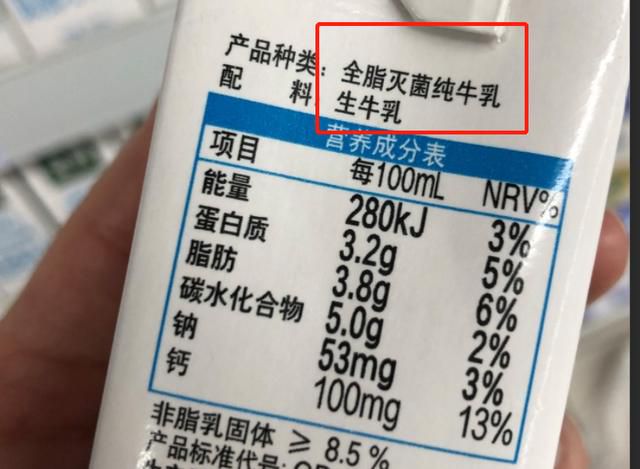 产品种类：全脂灭菌纯牛乳
配 料：生牛乳
营养成分表
项目 每100mL NRV%
能量 280kJ 3%
蛋白质 3.2g 5%
脂肪 3.8g 6%
碳水化合物 5.0g 2%
钠 53mg 3%
钙 100mg 13%
非脂乳固体 ≥ 8.5 %
产品标准代号: